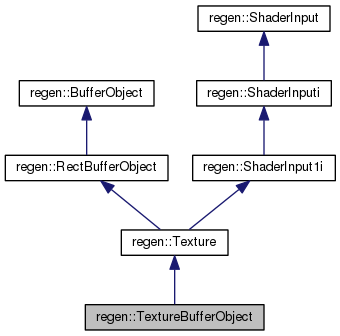 regen::ShaderInput
regen::BufferObject
regen::ShaderInputi
regen::RectBufferObject
regen::ShaderInput1i
regen::Texture
regen::TextureBufferObject